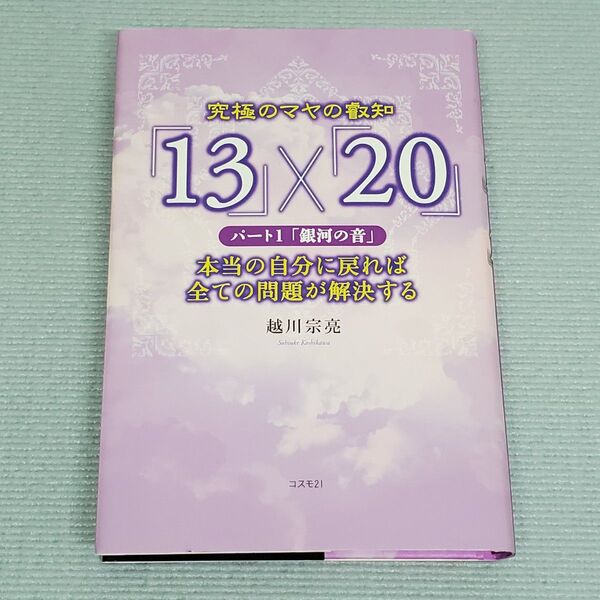 究極のマヤの叡知
「13」×「20」
パート1「銀河の音」
本当の自分に戻れば
全ての問題が解決する
越川宗亮
Sohsuke Koshikawa
コスモ21